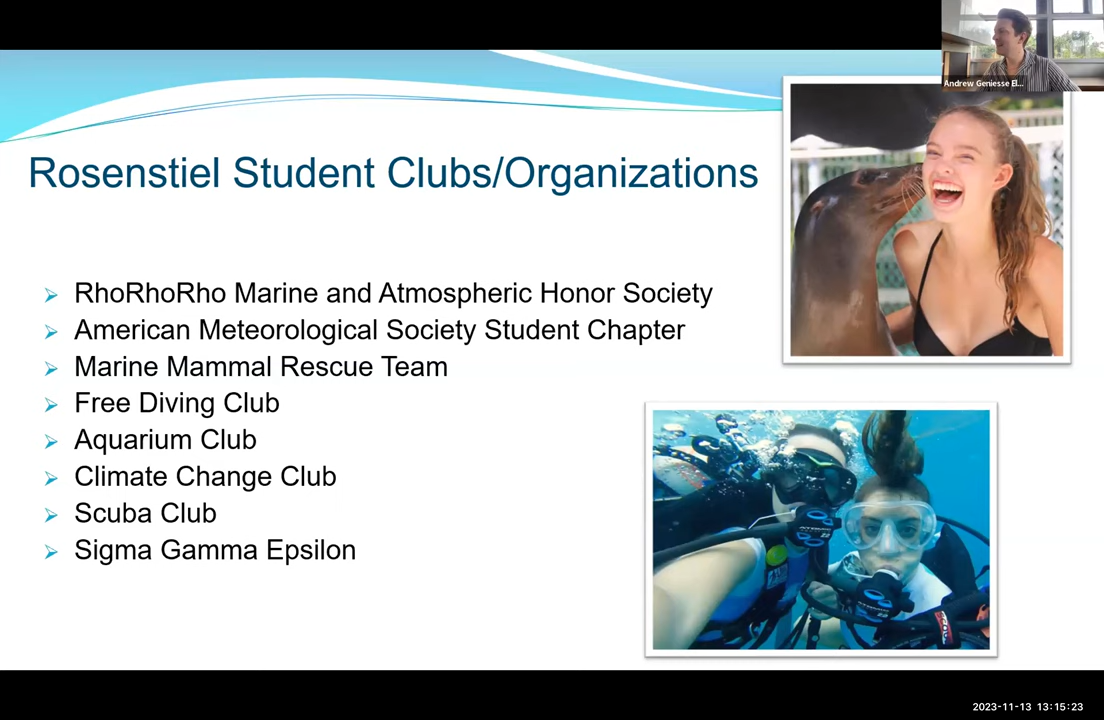 Andrew Geniesse El...
Rosenstiel Student Clubs/Organizations
RhoRhoRho Marine and Atmospheric Honor Society
American Meteorological Society Student Chapter
Marine Mammal Rescue Team
Free Diving Club
Aquarium Club
Climate Change Club
Scuba Club
Sigma Gamma Epsilon
2023-11-13 13:15:23